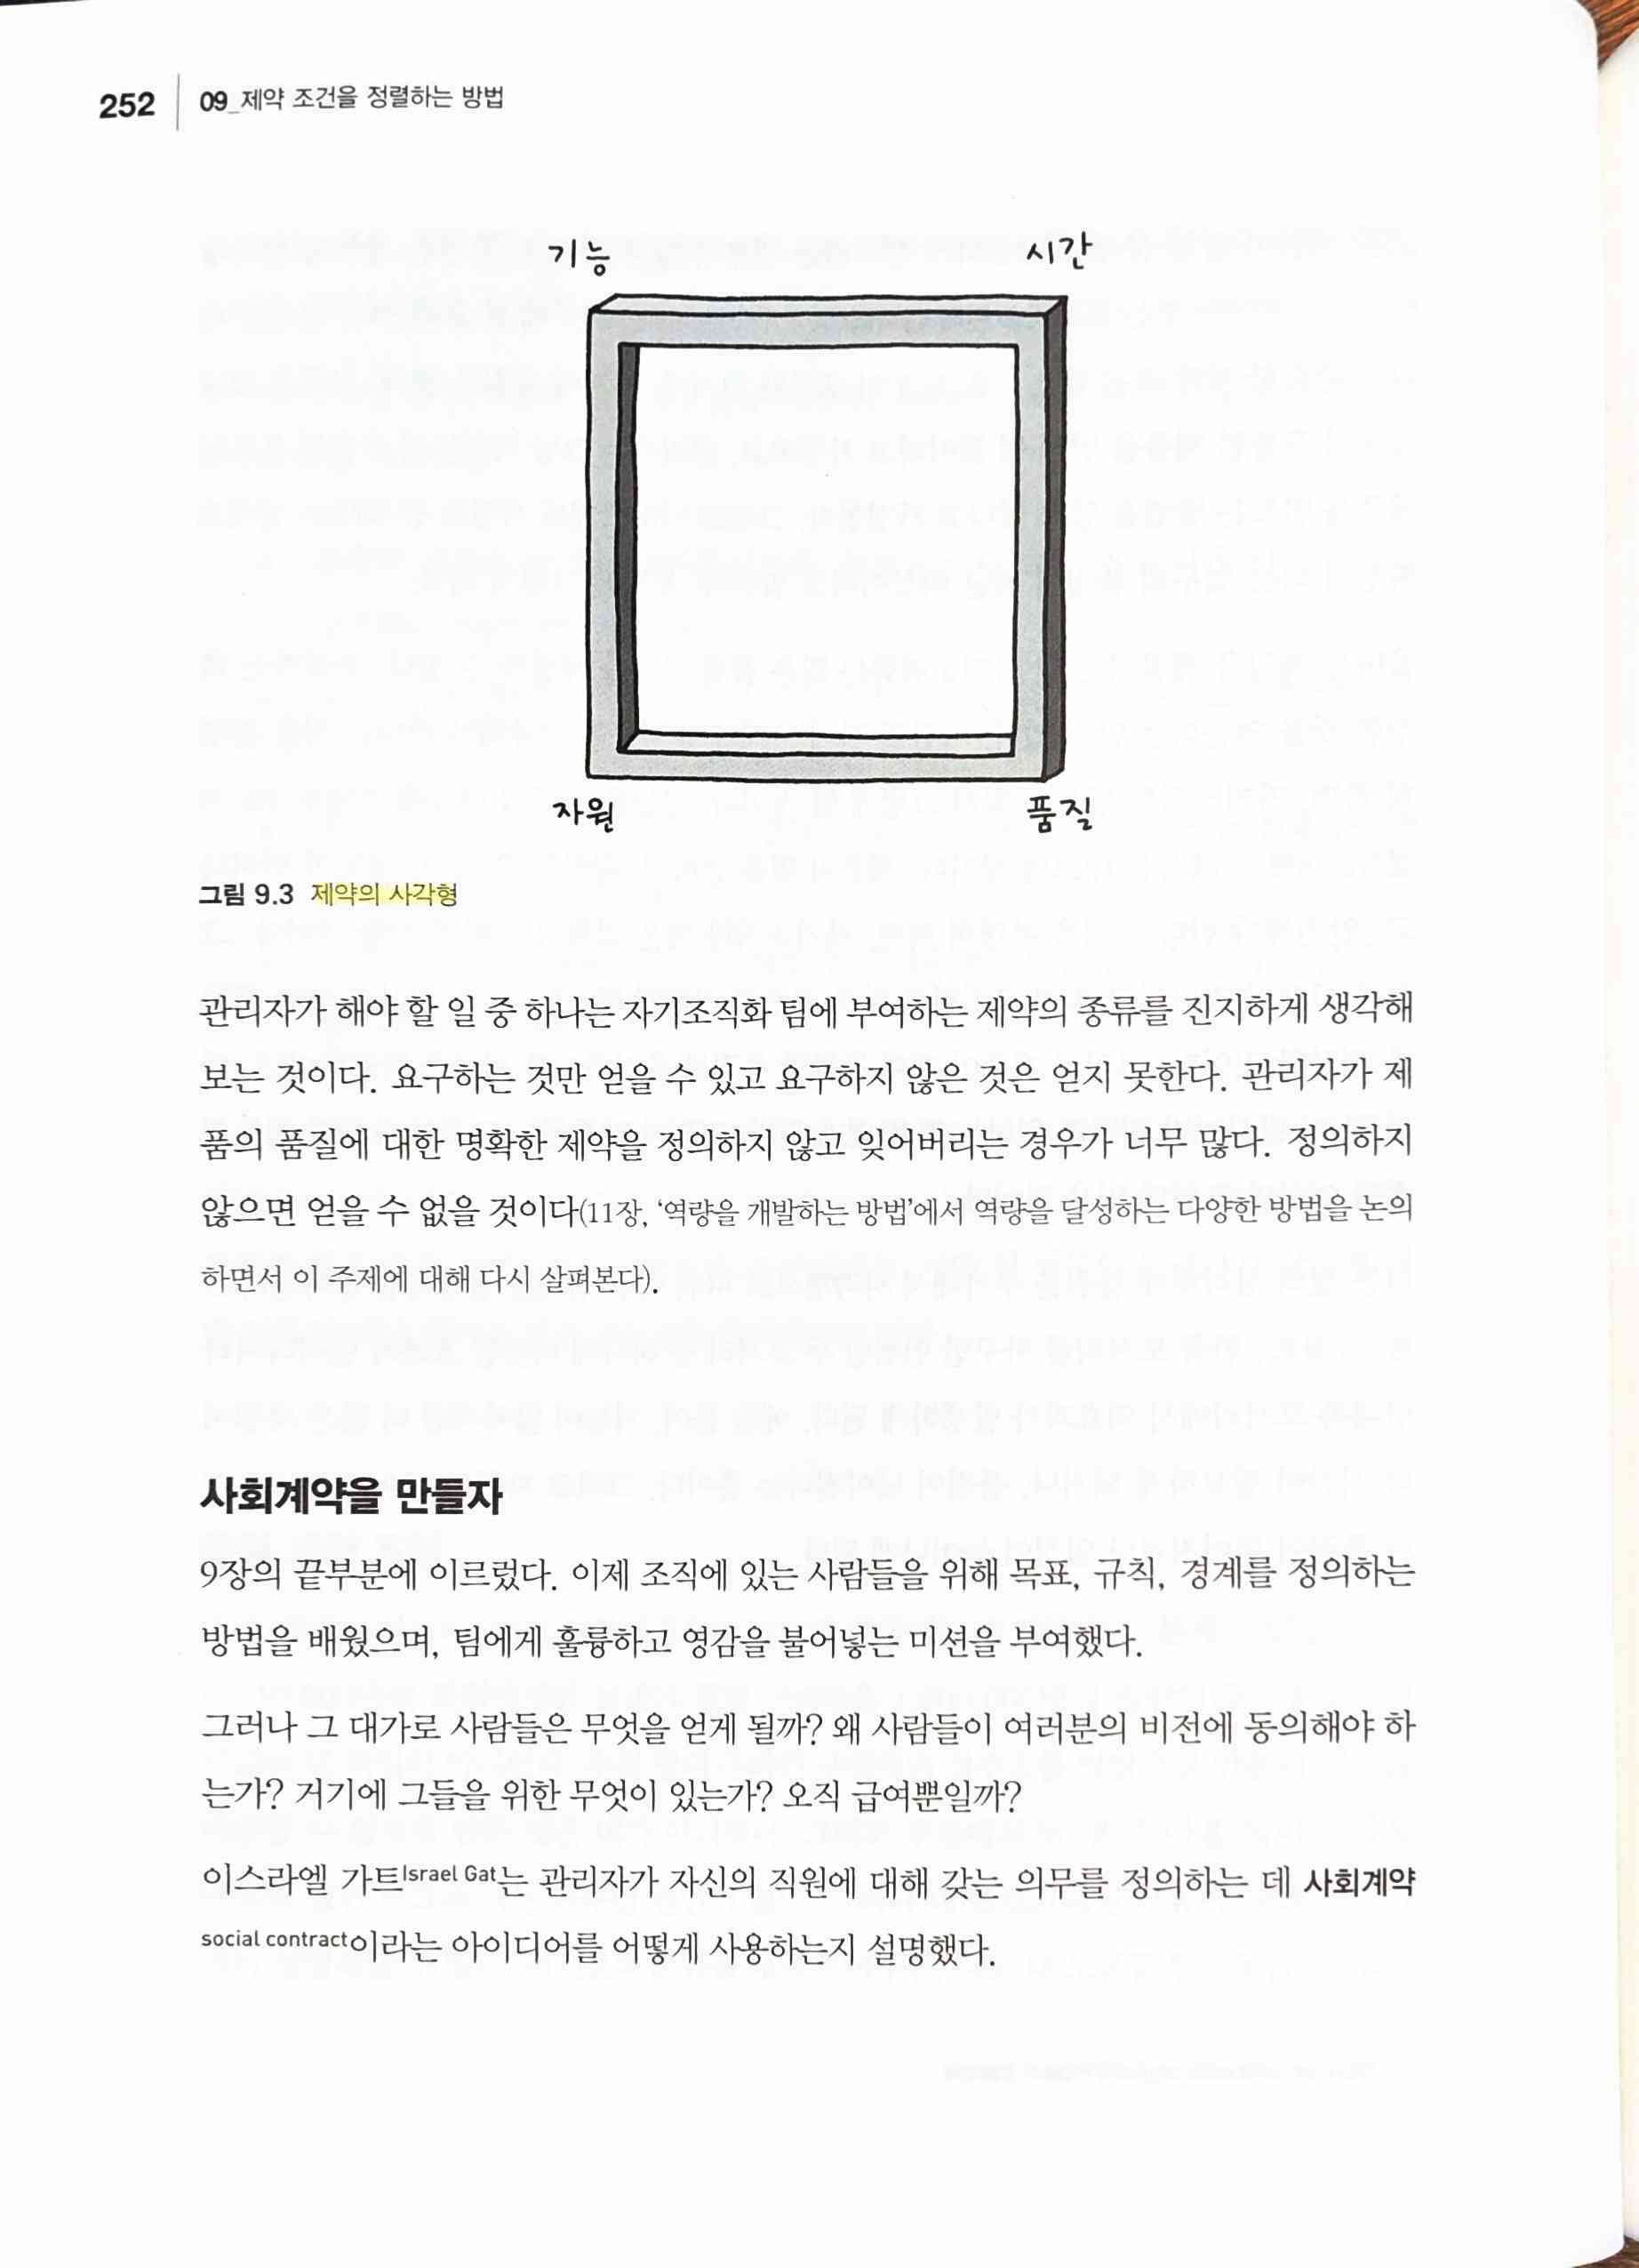 252 09_제약 조건을 정렬하는 방법
기능 시간
자원 품질
그림 9.3 제약의 사각형
관리자가 해야 할 일 중 하나는 자기조직화 팀에 부여하는 제약의 종류를 진지하게 생각해
보는 것이다. 요구하는 것만 얻을 수 있고 요구하지 않은 것은 얻지 못한다. 관리자가 제
품의 품질에 대한 명확한 제약을 정의하지 않고 잊어버리는 경우가 너무 많다. 정의하지
않으면 얻을 수 없을 것이다(11장, ‘역량을 개발하는 방법’에서 역량을 달성하는 다양한 방법을 논의
하면서 이 주제에 대해 다시 살펴본다).
사회계약을 만들자
9장의 끝부분에 이르렀다. 이제 조직에 있는 사람들을 위해 목표, 규칙, 경계를 정의하는
방법을 배웠으며, 팀에게 훌륭하고 영감을 불어넣는 미션을 부여했다.
그러나 그 대가로 사람들은 무엇을 얻게 될까? 왜 사람들이 여러분의 비전에 동의해야 하
는가? 거기에 그들을 위한 무엇이 있는가? 오직 급여뿐일까?
이스라엘 가트Israel Gat는 관리자가 자신의 직원에 대해 갖는 의무를 정의하는 데 사회계약
social contract이라는 아이디어를 어떻게 사용하는지 설명했다.